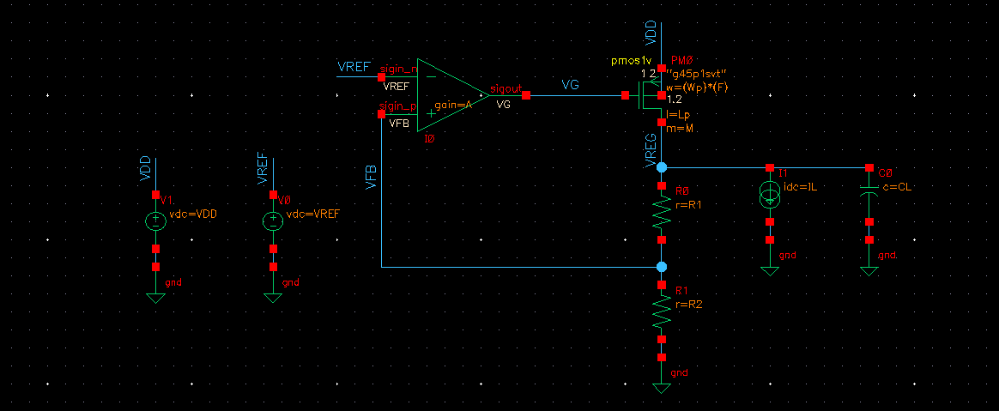 VDD
pmos1v
PM0
1.2
"g45p1svt"
w=(Wp)*(F)
1.2
l=Lp
m=M
VREF
sigin_n
VREF
sigin_p
VFB
gain=A
sigout
VG
I0
VG
VREG
VFB
VDD
V1
vdc=VDD
gnd
VREF
V0
vdc=VREF
gnd
R0
r=R1
I1
idc=IL
gnd
C0
c=CL
gnd
R1
r=R2
gnd